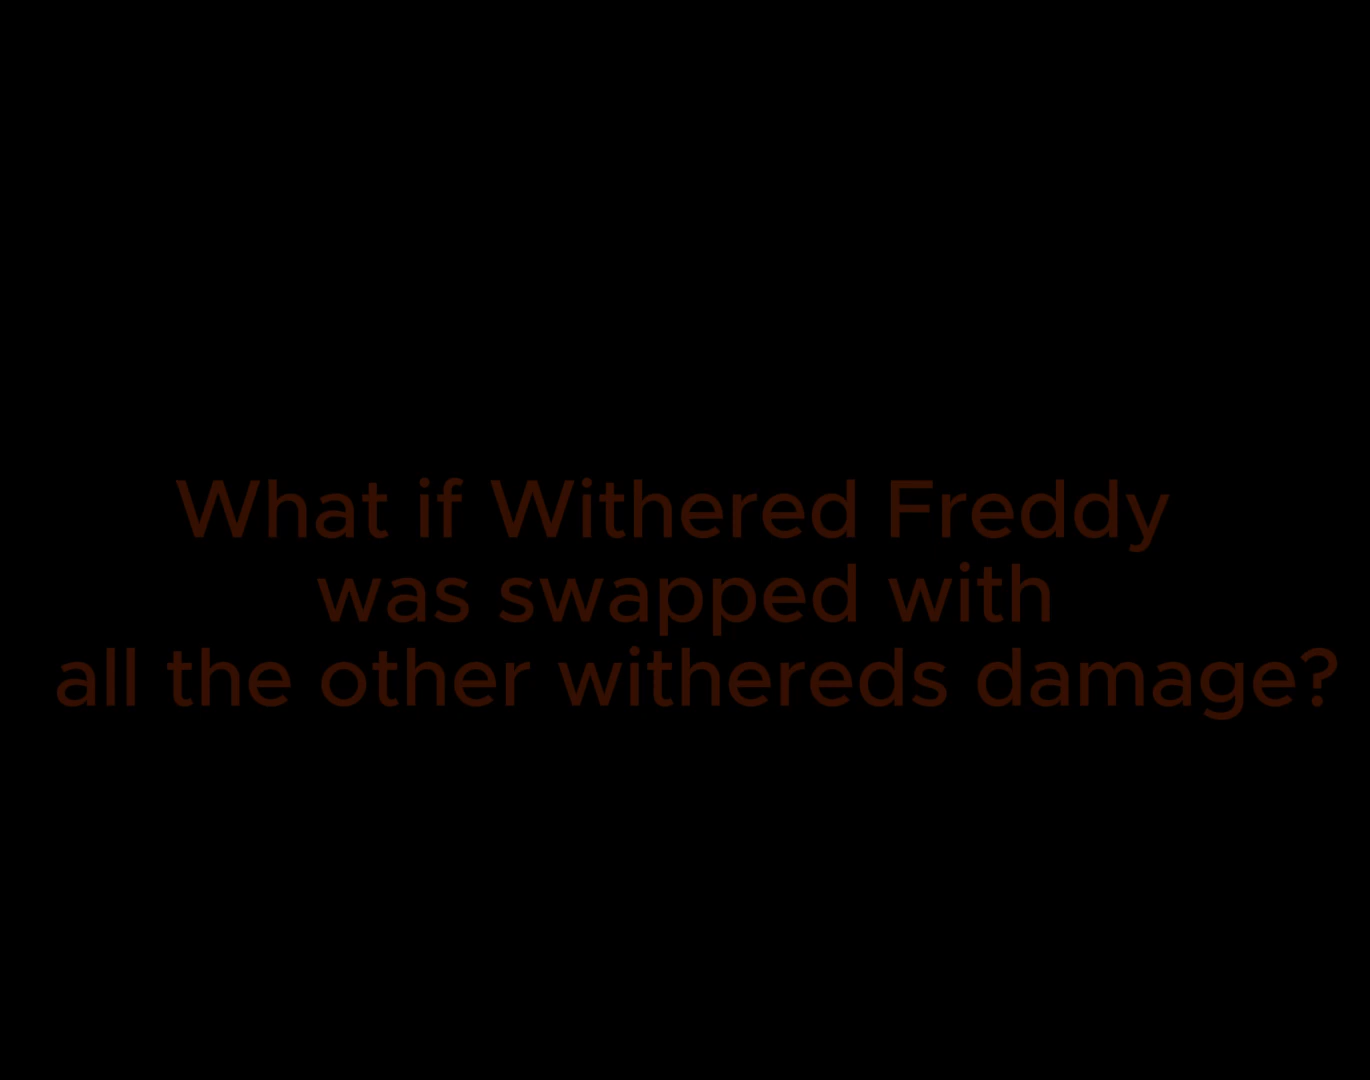 What if Withered Freddy
was swapped with
all the other withereds damage?